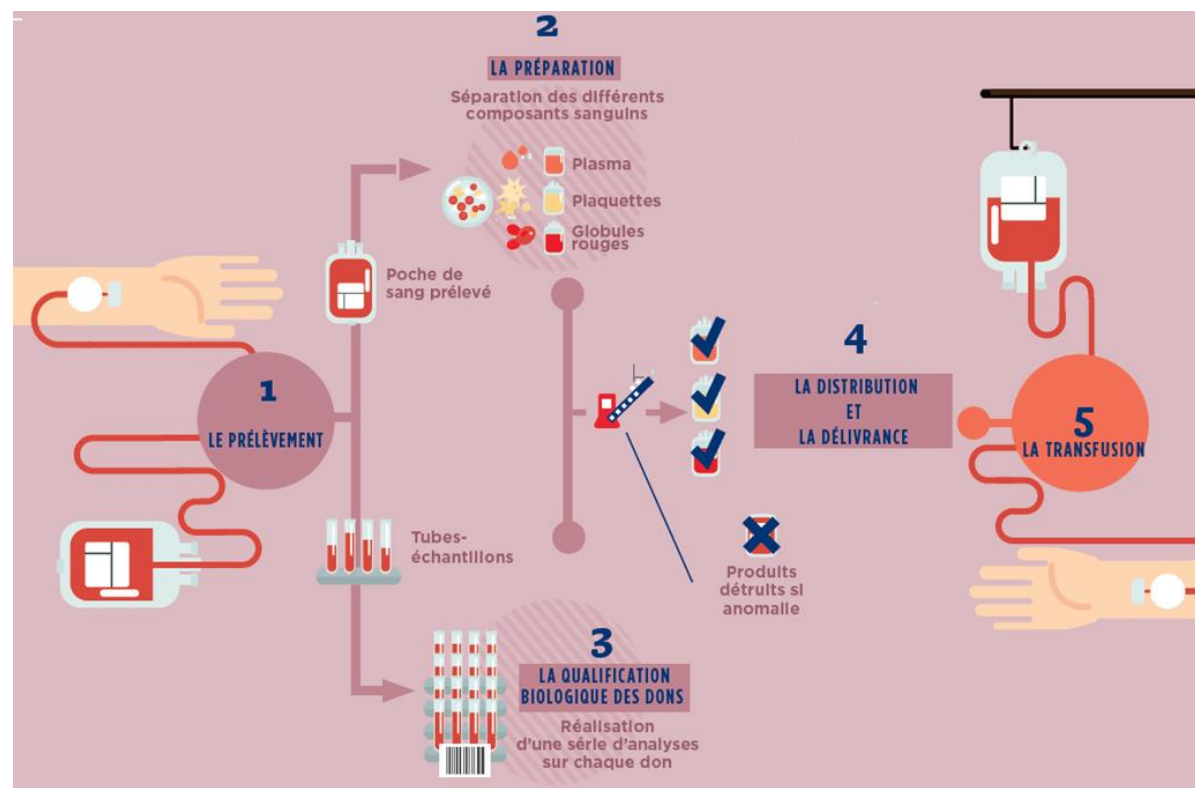 2
LA PRÉPARATION
Séparation des différents
composants sanguins
Plasma
Plaquettes
Globules
rouges
Poche de
sang prélevé
1
LE PRÉLÈVEMENT
Tubes-
échantillons
3
LA QUALIFICATION
BIOLOGIQUE DES DONS
Réalisation
d'une série d'analyses
sur chaque don
Produits
détruits si
anomalie
4
LA DISTRIBUTION
ET
LA DÉLIVRANCE
5
LA TRANSFUSION